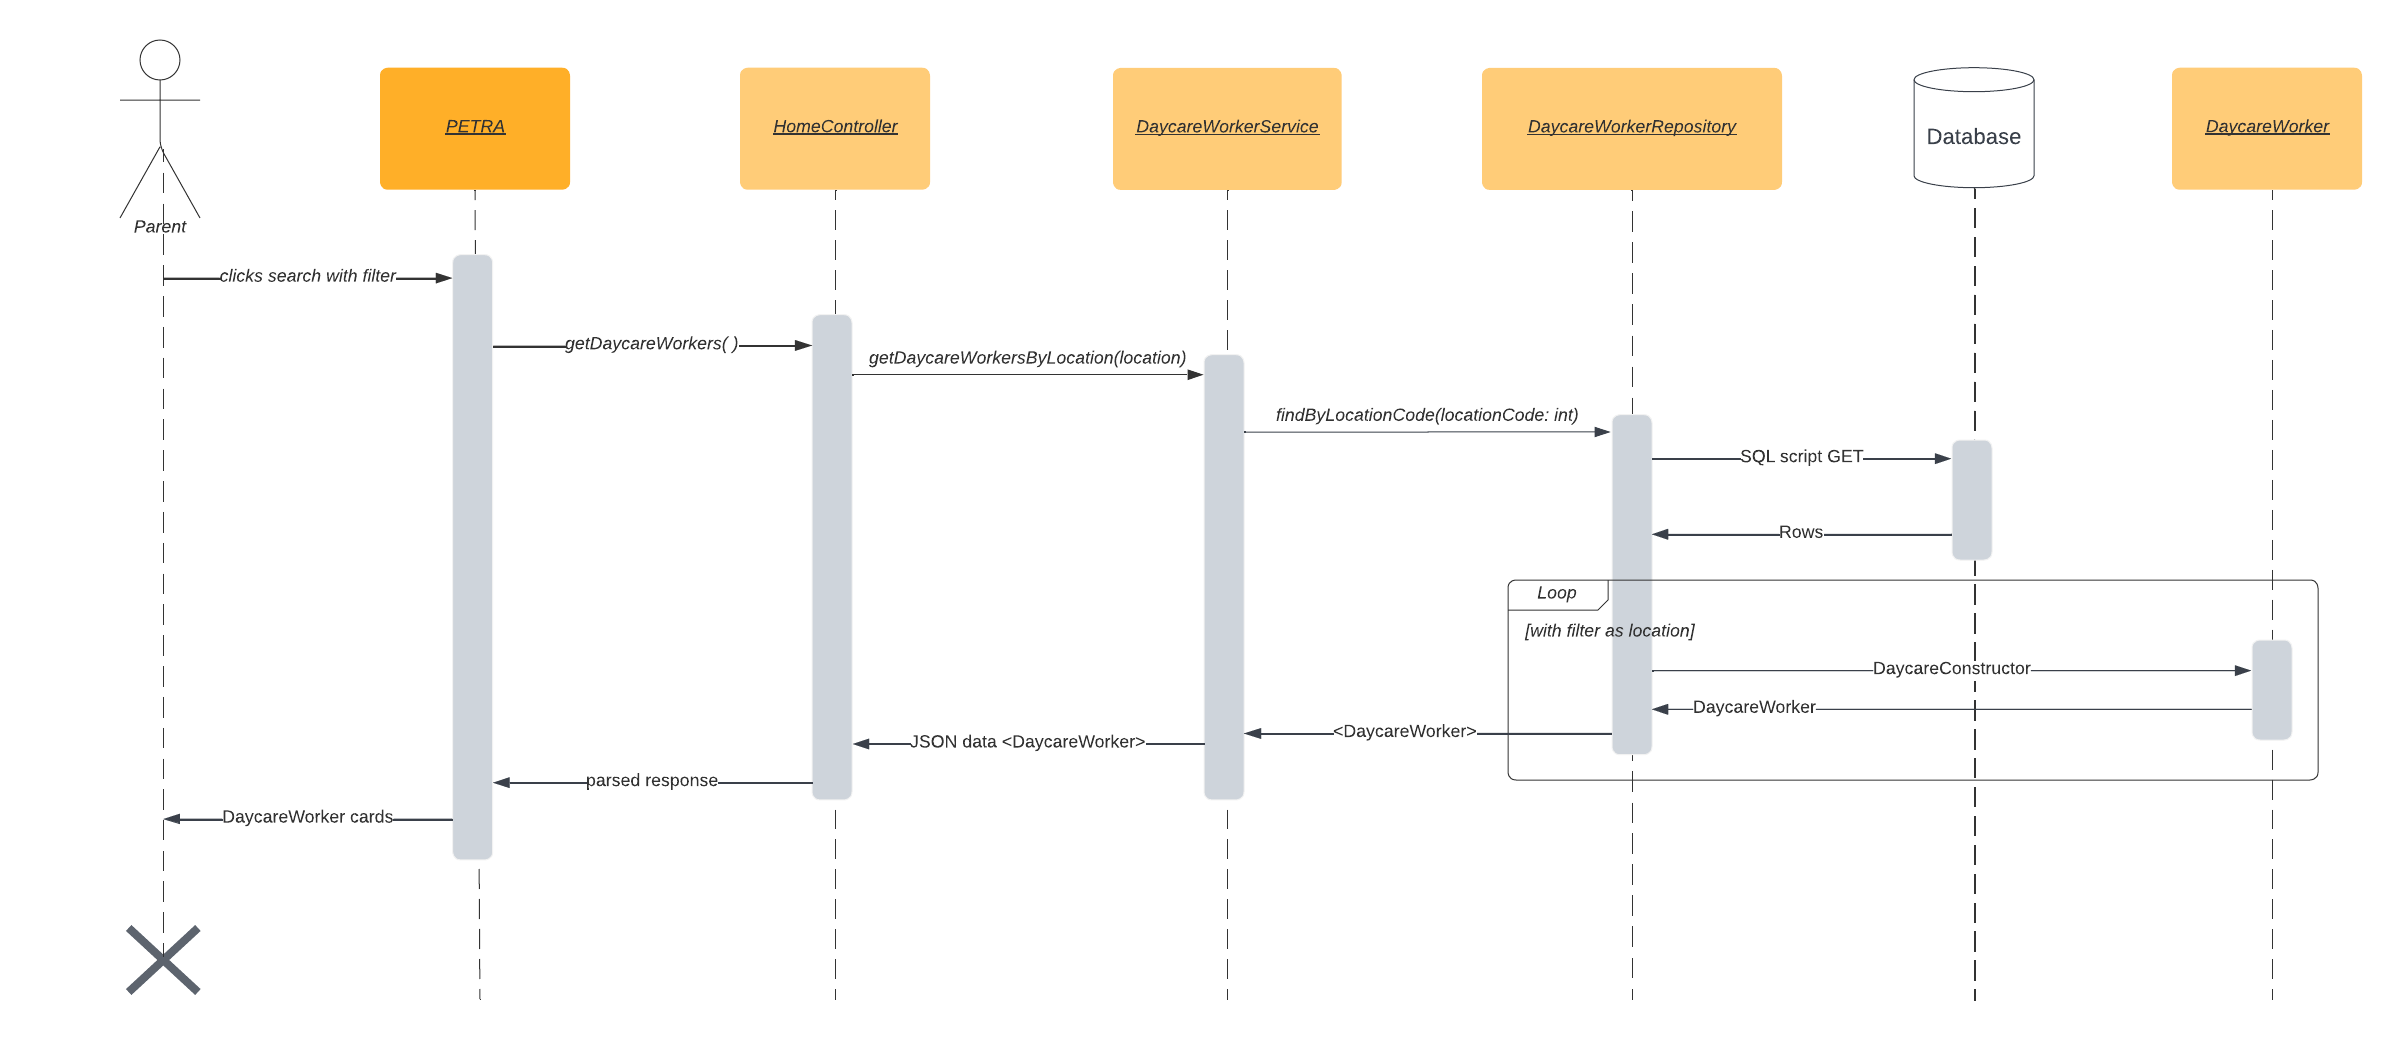 PETRA
HomeController
DaycareWorkerService
DaycareWorkerRepository
Database
DaycareWorker
Parent
clicks search with filter
getDaycareWorkers( )
getDaycareWorkersByLocation(location)
findByLocationCode(locationCode: int)
SQL script GET
Rows
Loop
[with filter as location]
DaycareConstructor
DaycareWorker
<DaycareWorker>
JSON data <DaycareWorker>
parsed response
DaycareWorker cards